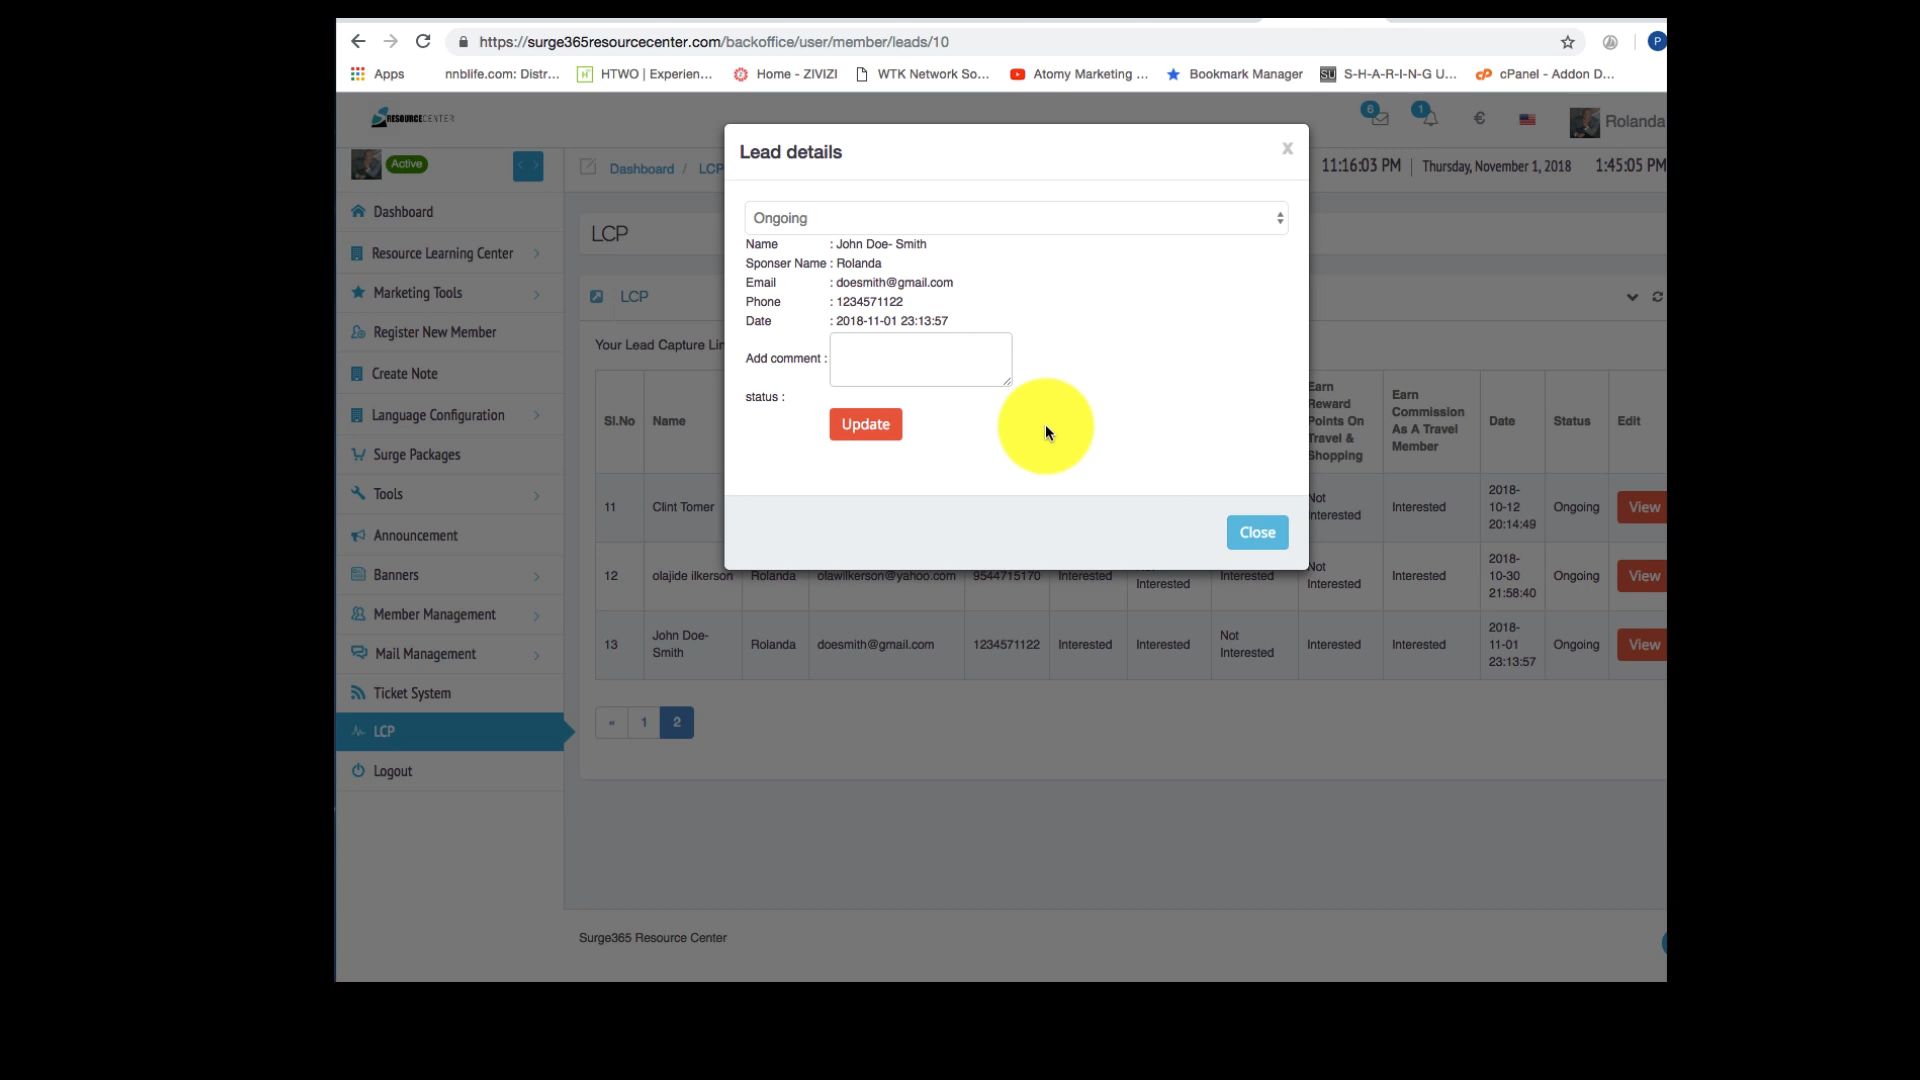 https://surge365resourcecenter.com/backoffice/user/member/leads/10
P
Apps
nnblife.com: Distr...
HTWO | Experien...
Home - ZIVIZI
WTK Network So...
Atomy Marketing ...
Bookmark Manager
SU S-H-A-R-I-N-G U...
cPanel - Addon D...
RESOURCECENTER
6
1
€
Rolanda
Active
Dashboard / LCP
11:16:03 PM
Thursday, November 1, 2018
1:45:05 PM
Dashboard
Resource Learning Center
Marketing Tools
Register New Member
Create Note
Language Configuration
Surge Packages
Tools
Announcement
Banners
Member Management
Mail Management
Ticket System
LCP
Logout
LCP
LCP
Your Lead Capture Lin
Lead details
x
Ongoing
Name : John Doe- Smith
Sponser Name : Rolanda
Email : doesmith@gmail.com
Phone : 1234571122
Date : 2018-11-01 23:13:57
Add comment :
status :
Update
Close
Sl.No Name Earn Reward Points On Travel & Shopping Earn Commission As A Travel Member Date Status Edit
11 Clint Tomer Not Interested Interested 2018-10-12 20:14:49 Ongoing View
12 olajide ilkerson Rolanda olawilkerson@yahoo.com 9544715170 Interested Interested Interested Not Interested Interested 2018-10-30 21:58:40 Ongoing View
13 John Doe- Smith Rolanda doesmith@gmail.com 1234571122 Interested Interested Not Interested Interested Interested 2018-11-01 23:13:57 Ongoing View
« 1 2
Surge365 Resource Center